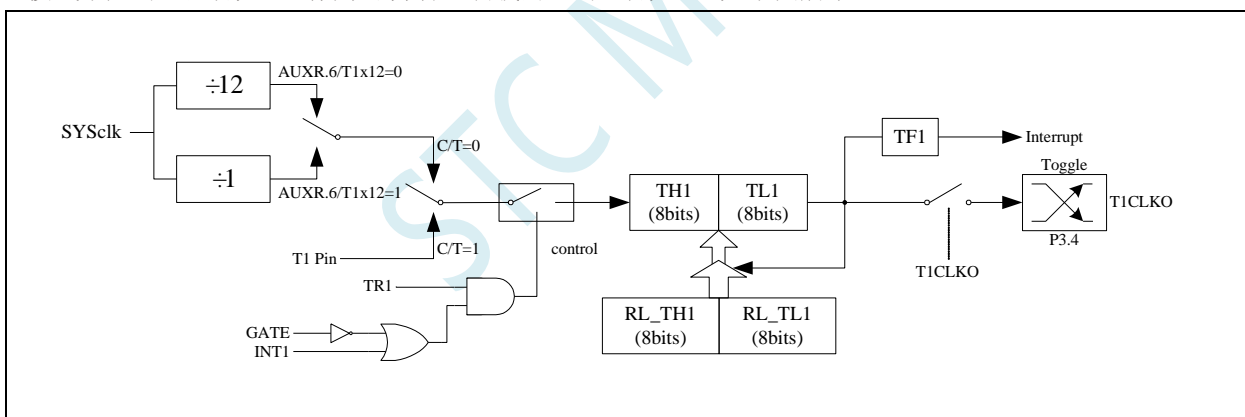 ÷12
AUXR.6/T1x12=0
SYSclk
÷1
AUXR.6/T1x12=1
C/T=0
C/T=1
T1 Pin
TR1
GATE
INT1
control
TH1
(8bits)
TL1
(8bits)
RL_TH1
(8bits)
RL_TL1
(8bits)
TF1
Interrupt
Toggle
T1CLKO
P3.4
T1CLKO
STC M